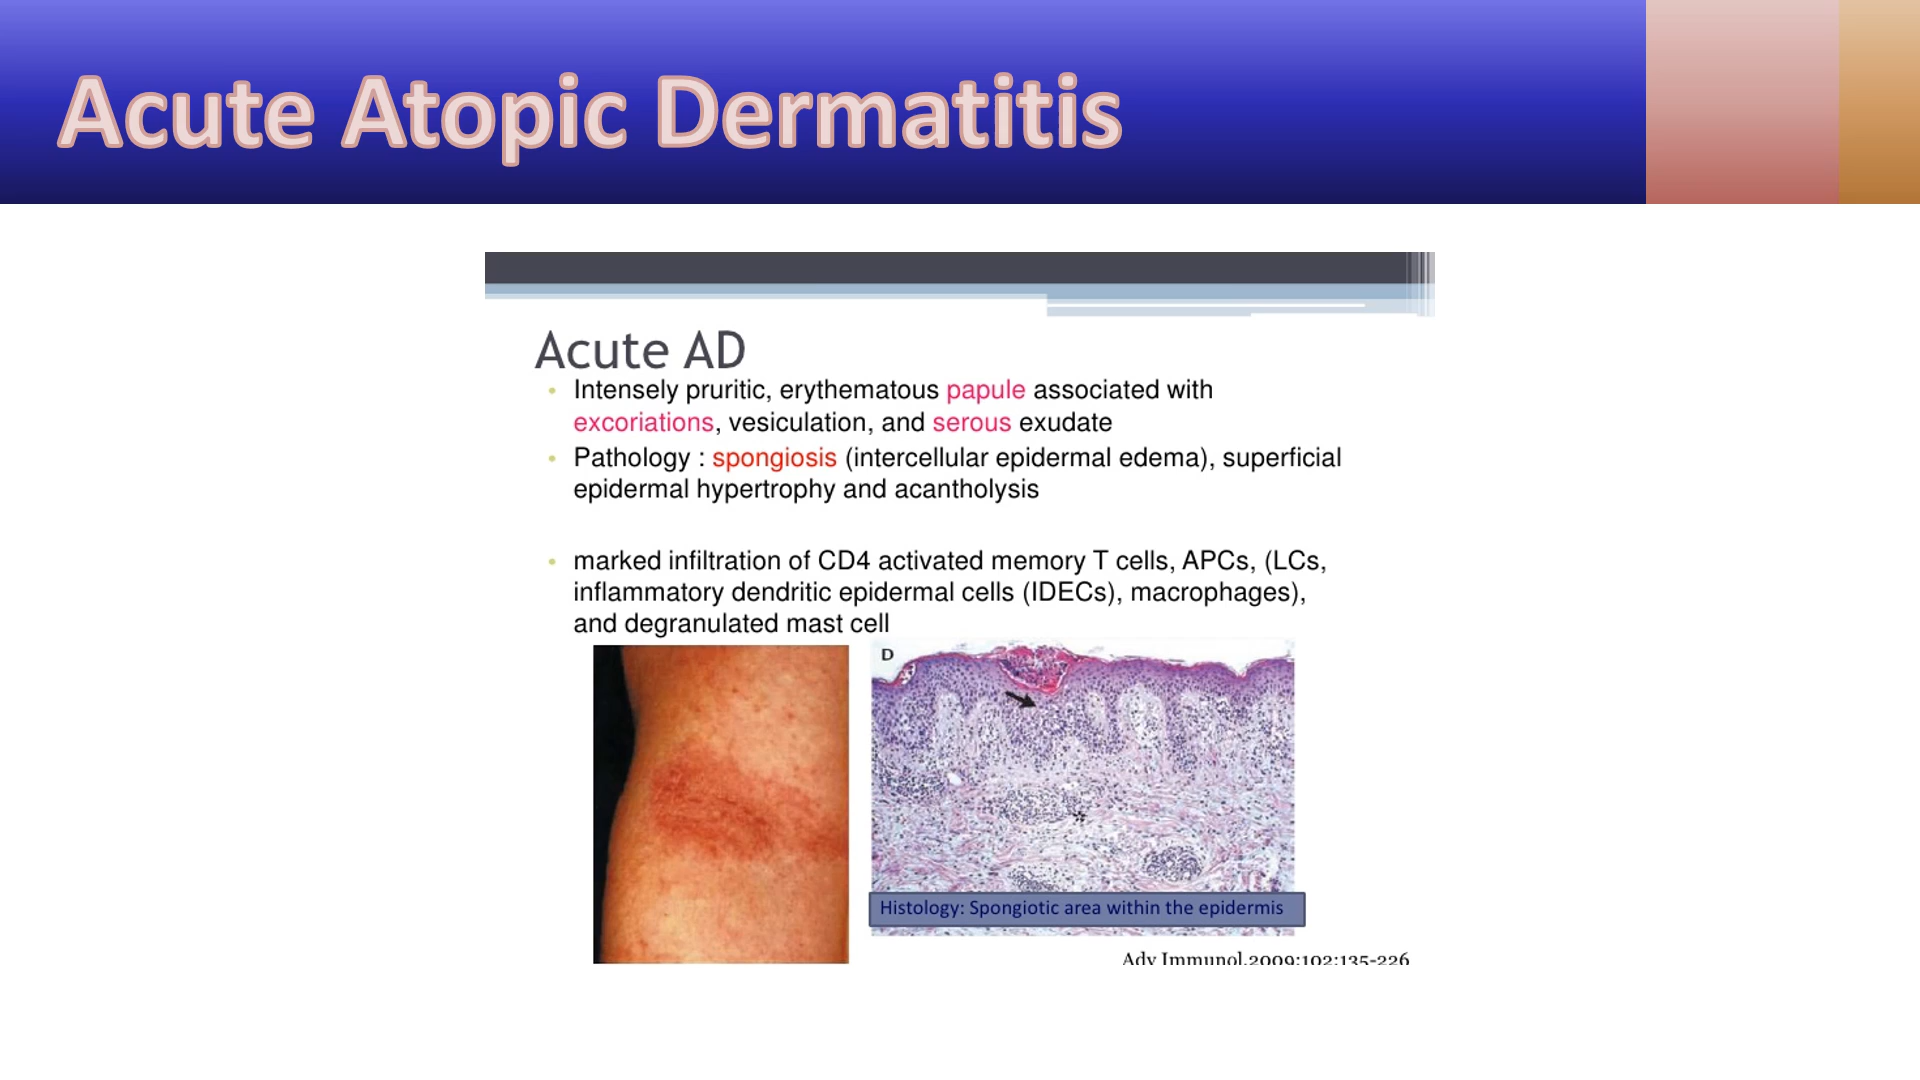 Acute Atopic Dermatitis
Acute AD
• Intensely pruritic, erythematous papule associated with
excoriations, vesiculation, and serous exudate
• Pathology : spongiosis (intercellular epidermal edema), superficial
epidermal hypertrophy and acantholysis
• marked infiltration of CD4 activated memory T cells, APCs, (LCs,
inflammatory dendritic epidermal cells (IDECs), macrophages),
and degranulated mast cell
D
Histology: Spongiotic area within the epidermis
Adv Immunol.2009;102:135-226